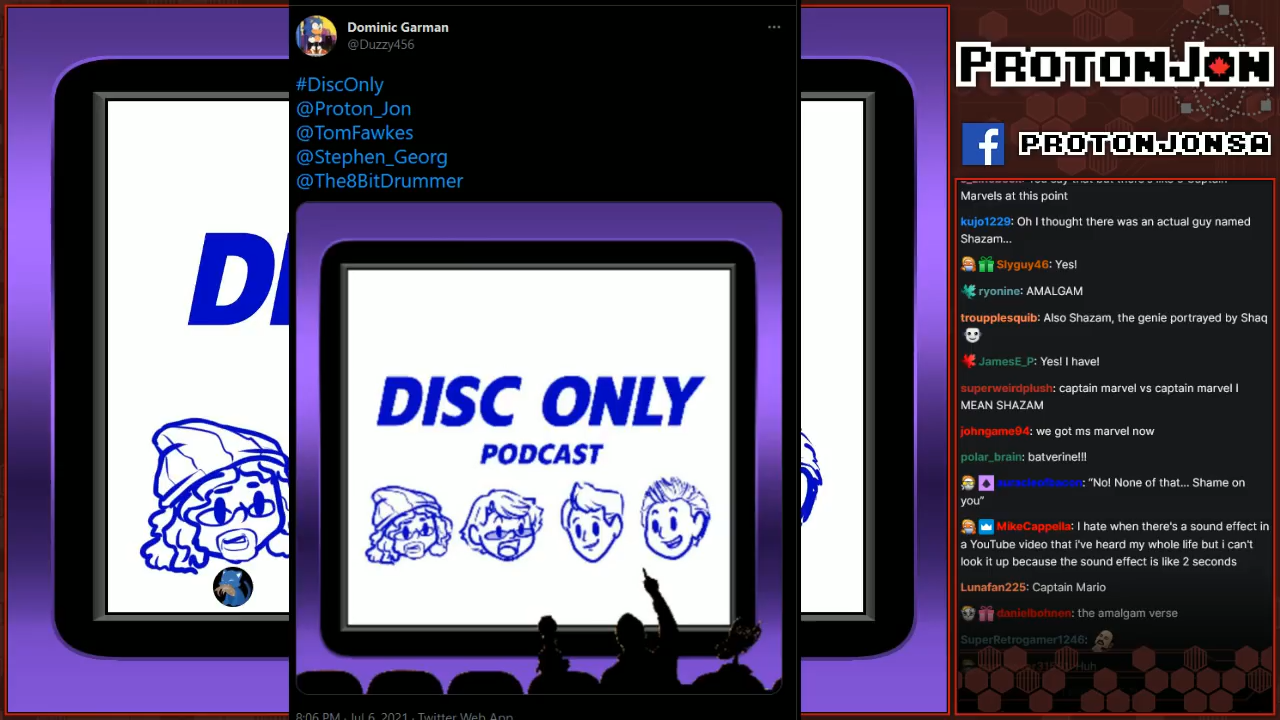 Dominic Garman
@Duzzy456
#DiscOnly
@Proton_Jon
@TomFawkes
@Stephen_Georg
@The8BitDrummer
DISC ONLY
PODCAST
8:06 PM · Jul 6, 2021 · Twitter Web App
PROTONJON
PROTONJONSA
Marvels at this point
kujo1229: Oh I thought there was an actual guy named
Shazam...
Slyguy46: Yes!
ryonine: AMALGAM
troupplesquib: Also Shazam, the genie portrayed by Shaq
JamesE_P: Yes! I have!
superweirdplush: captain marvel vs captain marvel I
MEAN SHAZAM
johngame94: we got ms marvel now
polar_brain: batverine!!!
: “No! None of that... Shame on
you”
MikeCappella: I hate when there's a sound effect in
a YouTube video that i've heard my whole life but i can't
look it up because the sound effect is like 2 seconds
Lunafan225: Captain Mario
danielbohnen: the amalgam verse
SuperRetrogamer1246:
Huh